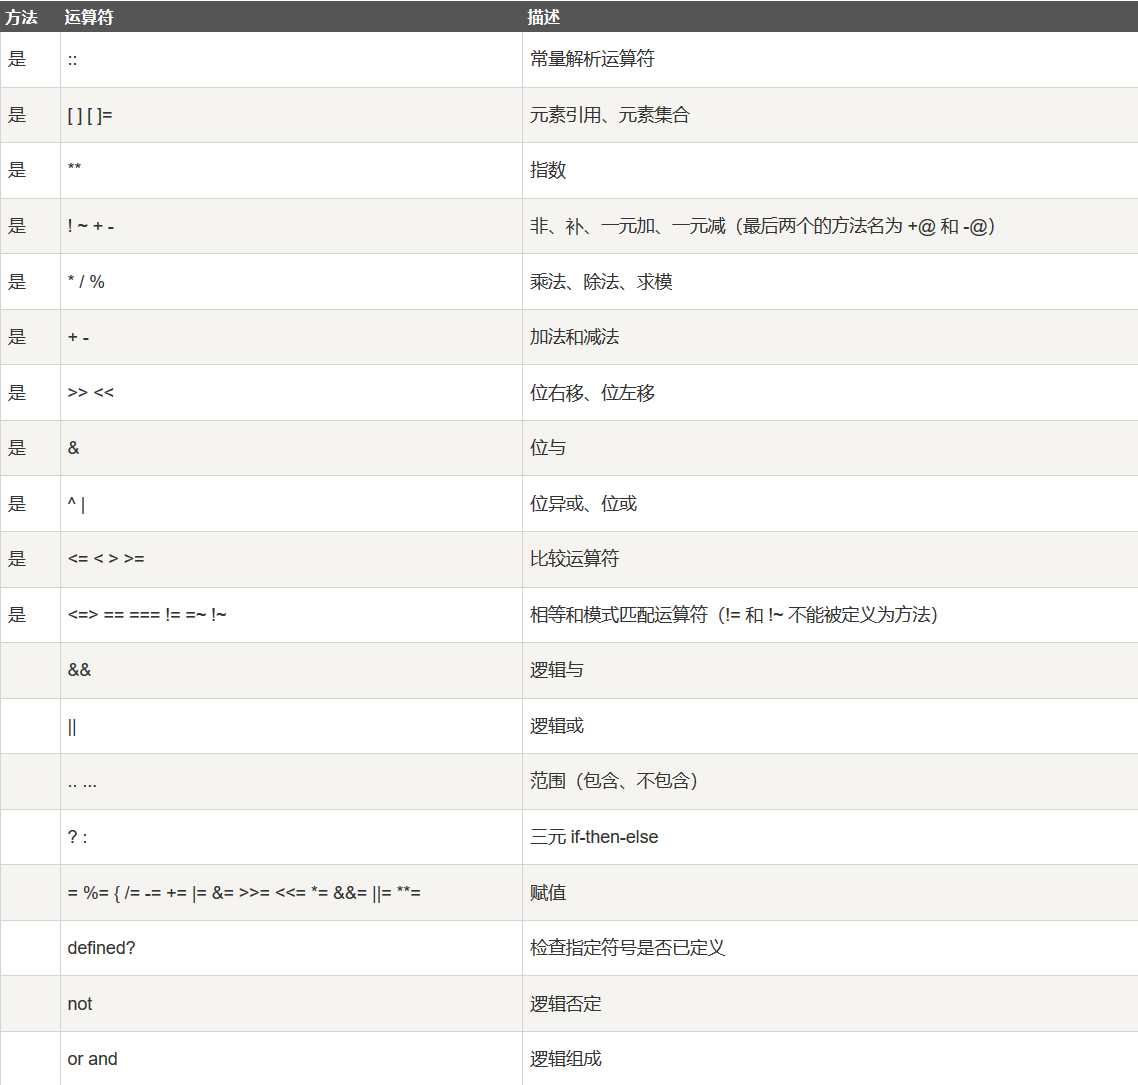 方法 运算符 描述
是 :: 常量解析运算符
是 [ ] [ ]= 元素引用、元素集合
是 ** 指数
是 ! ~ + - 非、补、一元加、一元减（最后两个的方法名为 +@ 和 -@）
是 * / % 乘法、除法、求模
是 + - 加法和减法
是 >> << 位右移、位左移
是 & 位与
是 ^ | 位异或、位或
是 <= < > >= 比较运算符
是 <=> == === != =~ !~ 相等和模式匹配运算符（!= 和 !~ 不能被定义为方法）
&& 逻辑与
|| 逻辑或
.. ... 范围（包含、不包含）
? : 三元 if-then-else
= %= { /= -= += |= &= >>= <<= *= &&= ||= **= 赋值
defined? 检查指定符号是否已定义
not 逻辑否定
or and 逻辑组成